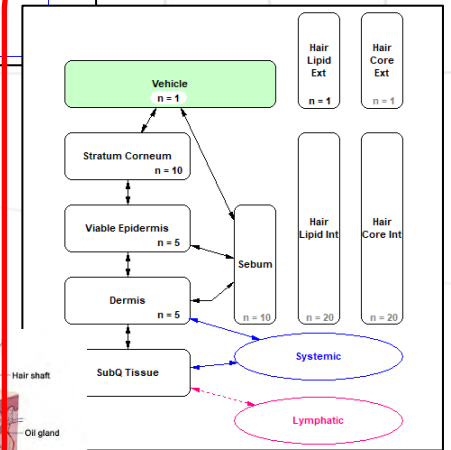 Vehicle
n = 1
Hair
Lipid
Ext
n = 1
Hair
Core
Ext
n = 1
Stratum Corneum
n = 10
Viable Epidermis
n = 5
Dermis
n = 5
Sebum
n = 10
Hair
Lipid Int
n = 20
Hair
Core Int
n = 20
SubQ Tissue
Systemic
Lymphatic
Hair shaft
Oil gland